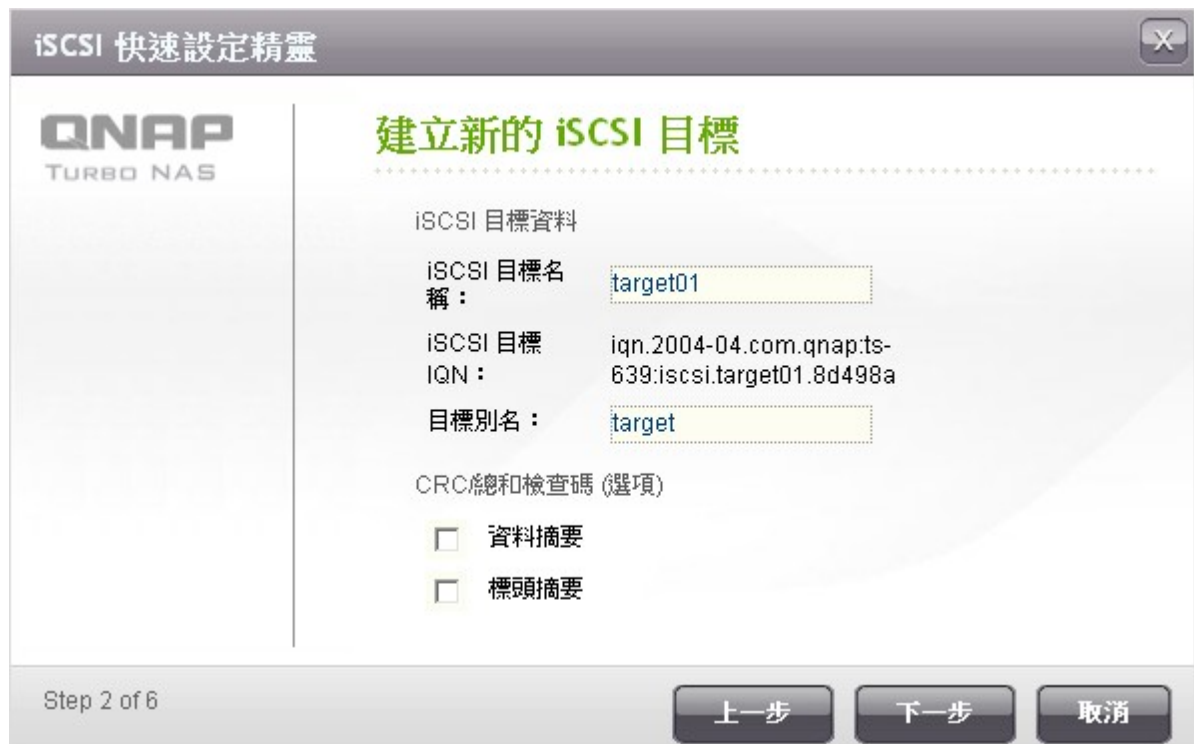 iSCSI 快速設定精靈
X
QNAP
TURBO NAS
建立新的 iSCSI 目標
iSCSI 目標資料
iSCSI 目標名
稱：
target01
iSCSI 目標
IQN：
iqn.2004-04.com.qnap:ts-
639:iscsi.target01.8d498a
目標別名：
target
CRC/總和檢查碼 (選項)
資料摘要
標頭摘要
Step 2 of 6
上一步
下一步
取消